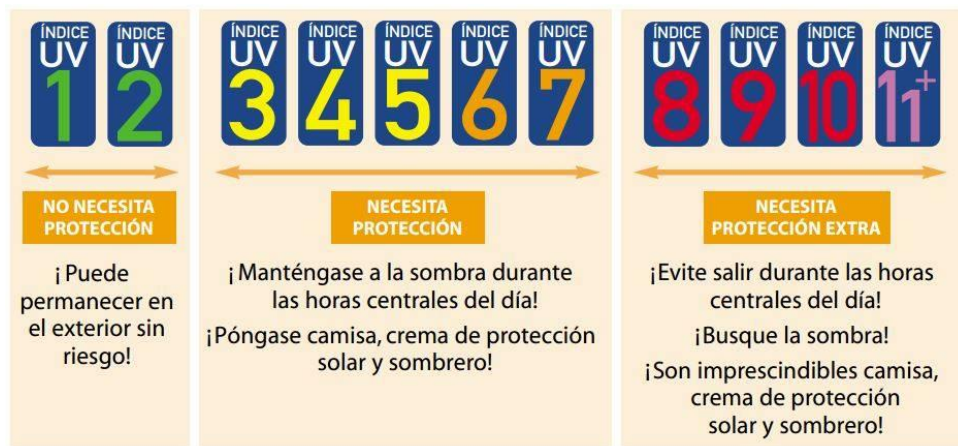 ÍNDICE
UV
1
ÍNDICE
UV
2
NO NECESITA
PROTECCIÓN
¡Puede
permanecer en
el exterior sin
riesgo!
ÍNDICE
UV
3
ÍNDICE
UV
4
ÍNDICE
UV
5
ÍNDICE
UV
6
ÍNDICE
UV
7
NECESITA
PROTECCIÓN
¡Manténgase a la sombra durante
las horas centrales del día!
¡Póngase camisa, crema de protección
solar y sombrero!
ÍNDICE
UV
8
ÍNDICE
UV
9
ÍNDICE
UV
10
ÍNDICE
UV
11+
NECESITA
PROTECCIÓN EXTRA
¡Evite salir durante las horas
centrales del día!
¡Busque la sombra!
¡Son imprescindibles camisa,
crema de protección
solar y sombrero!